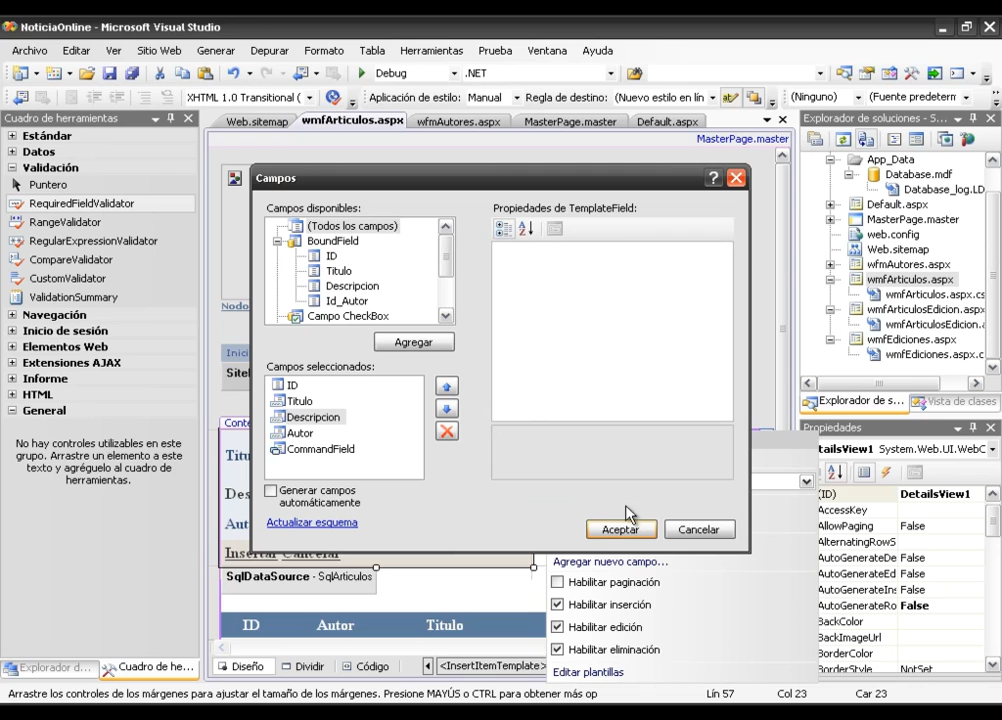 NoticiaOnline - Microsoft Visual Studio
Archivo Editar Ver Sitio Web Generar Depurar Formato Tabla Herramientas Prueba Ventana Ayuda
Debug .NET
XHTML 1.0 Transitional ( Aplicación de estilo: Manual Regla de destino: (Nuevo estilo en lín (Ninguno) (Fuente predeterm
Cuadro de herramientas
Estándar
Datos
Validación
Puntero
RequiredFieldValidator
RangeValidator
RegularExpressionValidator
CompareValidator
CustomValidator
ValidationSummary
Navegación
Inicio de sesión
Elementos Web
Extensiones AJAX
Informe
HTML
General
No hay controles utilizables en este
grupo. Arrastre un elemento a este
texto y agréguelo al cuadro de
herramientas.
Explorador d... Cuadro de he...
Web.sitemap wmfArticulos.aspx wfmAutores.aspx MasterPage.master Default.aspx
MasterPage.master
Nodo
Inici
SiteI
Conte
Titu
Des
Aut
Insertar Cancelar
SqlDataSource - SqlArticulos
ID Autor Titulo
Diseño Dividir Código <InsertItemTemplate>
Campos
Campos disponibles:
(Todos los campos)
BoundField
ID
Titulo
Descripcion
Id_Autor
Campo CheckBox
Agregar
Campos seleccionados:
ID
Titulo
Descripcion
Autor
CommandField
Generar campos
automáticamente
Actualizar esquema
Propiedades de TemplateField:
Aceptar Cancelar
Agregar nuevo campo...
Habilitar paginación
Habilitar inserción
Habilitar edición
Habilitar eliminación
Editar plantillas
Explorador de soluciones - S...
App_Data
Database.mdf
Database_log.LD
Default.aspx
MasterPage.master
web.config
Web.sitemap
wfmAutores.aspx
wmfArticulos.aspx
wmfArticulos.aspx.cs
wmfArticulosEdicion.aspx
wmfArticulosEdicion.a
wmfEdiciones.aspx
wmfEdiciones.aspx.c
Explorador de s... Vista de clases
Propiedades
tailsView1 System.Web.UI.WebC
(ID) DetailsView1
AccessKey
AllowPaging False
AlternatingRowS
AutoGenerateDe False
AutoGenerateEd False
AutoGenerateIns False
AutoGenerateRo False
BackColor
BackImageUrl
BorderColor
BorderStyle NotSet
Arrastre los controles de los márgenes para ajustar el tamaño de los márgenes. Presione MAYÚS o CTRL para obtener más op Lín 57 Col 23 Car 23